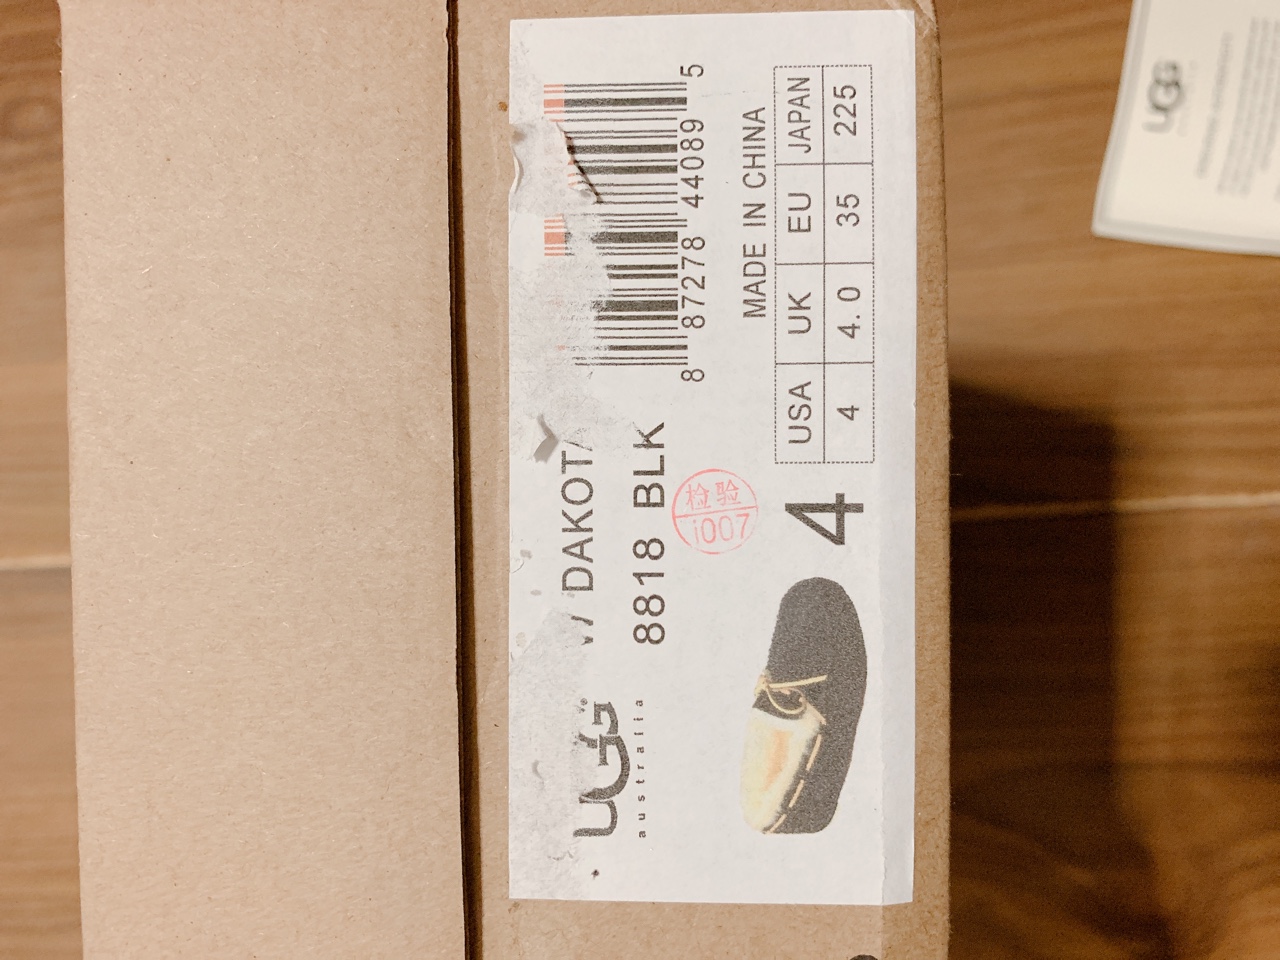 UGG®
australia
W DAKOTA
8818 BLK
8 87278 44089 5
MADE IN CHINA
检验
i007
4
USA UK EU JAPAN
4 4.0 35 225
UGG